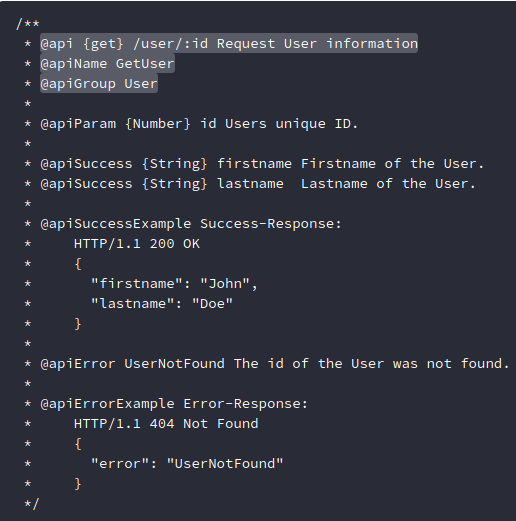 /**
 * @api {get} /user/:id Request User information
 * @apiName GetUser
 * @apiGroup User
 *
 * @apiParam {Number} id Users unique ID.
 *
 * @apiSuccess {String} firstname Firstname of the User.
 * @apiSuccess {String} lastname  Lastname of the User.
 *
 * @apiSuccessExample Success-Response:
 *     HTTP/1.1 200 OK
 *     {
 *       "firstname": "John",
 *       "lastname": "Doe"
 *     }
 *
 * @apiError UserNotFound The id of the User was not found.
 *
 * @apiErrorExample Error-Response:
 *     HTTP/1.1 404 Not Found
 *     {
 *       "error": "UserNotFound"
 *     }
 */